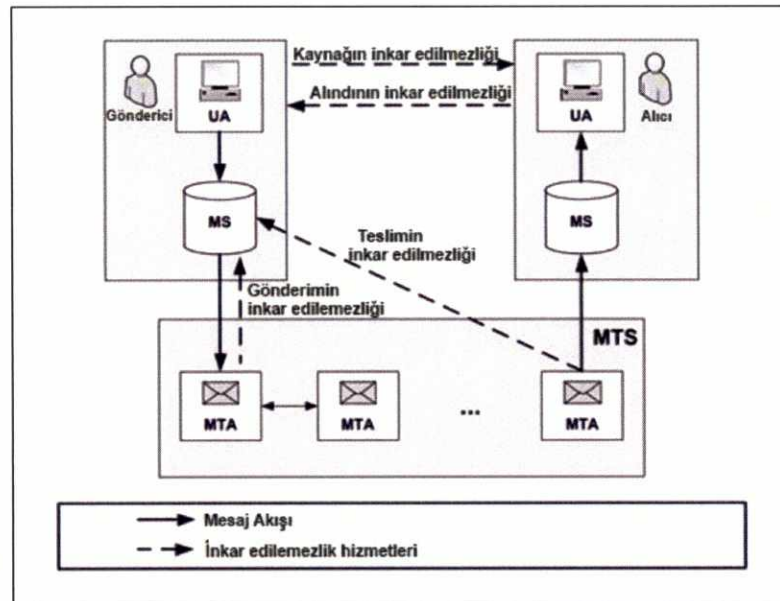 Kaynağın inkar edilmezliği
Gönderici
UA
Alındının inkar edilmezliği
UA
Alıcı
MS
MS
Teslimin
inkar edilmezliği
Gönderimin
inkar edilemezliği
MTS
MTA
MTA
...
MTA
Mesaj Akışı
İnkar edilemezlik hizmetleri